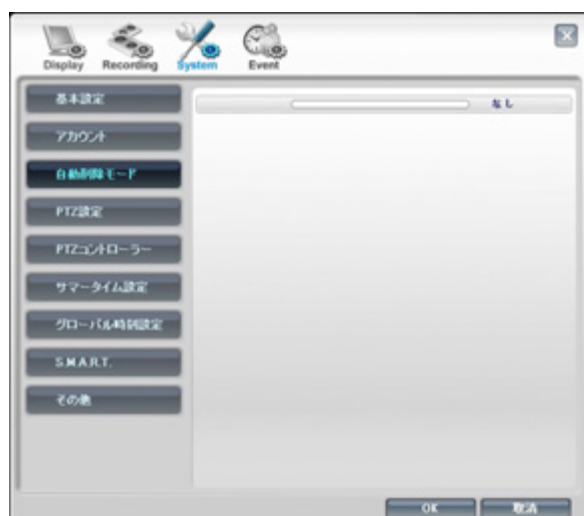 Display Recording System Event
基本設定
なし
アカウント
自動削除モード
PTZ設定
PTZコントローラー
サマータイム設定
グローバル時刻設定
S.M.A.R.T.
その他
OK 取消